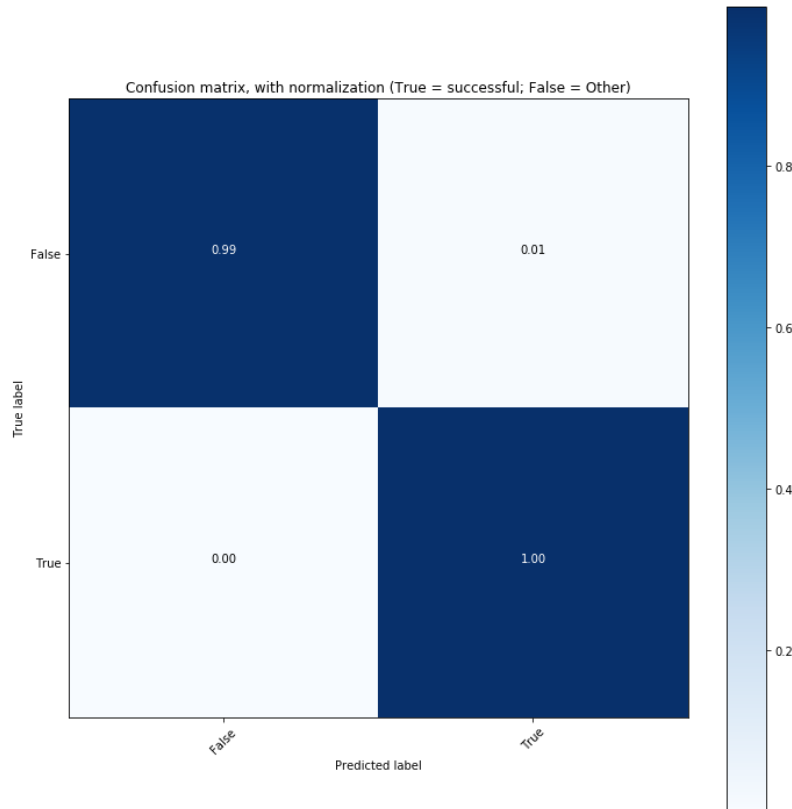 Confusion matrix, with normalization (True = successful; False = Other)
0.8
0.6
0.4
0.2
True label
False
0.99
0.01
True
0.00
1.00
False
True
Predicted label